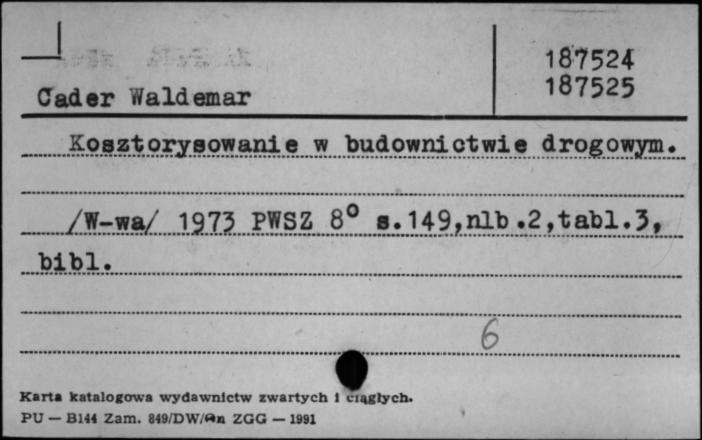 187524
187525
Cader Waldemar
Kosztorysowanie w budownictwie drogowym.
/W-wa/ 1973 PWSZ 8° s.149,nlb.2,tabl.3,
bibl.
6
Karta katalogowa wydawnictw zwartych i ciągłych.
PU — B144 Zam. 849/DW/An ZGG — 1991